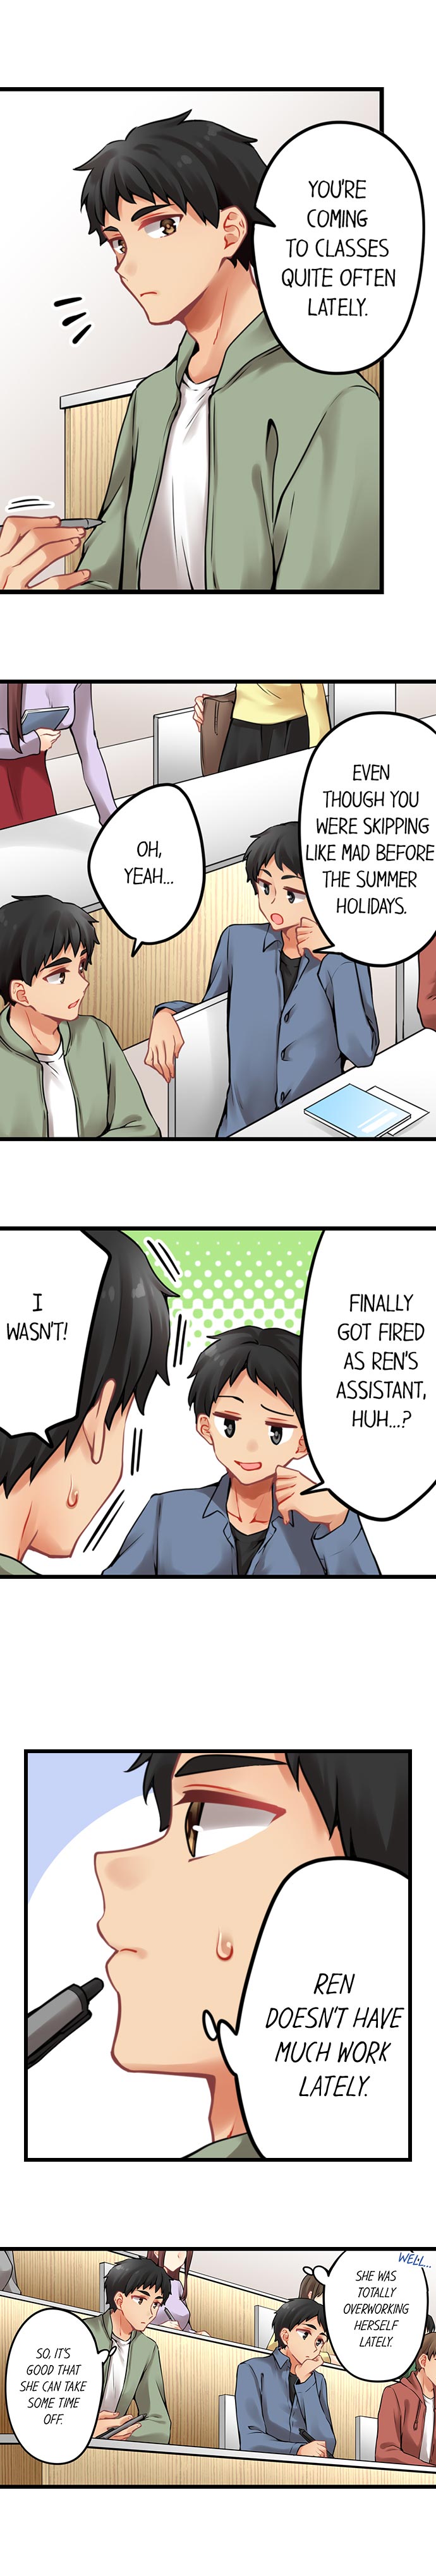 YOU'RE
COMING
TO CLASSES
QUITE OFTEN
LATELY.
EVEN
THOUGH YOU
WERE SKIPPING
LIKE MAD BEFORE
THE SUMMER
HOLIDAYS.
OH,
YEAH...
FINALLY
GOT FIRED
AS REN'S
ASSISTANT,
HUH...?
I
WASN'T!
REN
DOESN'T HAVE
MUCH WORK
LATELY.
WELL...
SHE WAS
TOTALLY
OVERWORKING
HERSELF
LATELY.
SO, IT'S
GOOD THAT
SHE CAN TAKE
SOME TIME
OFF.